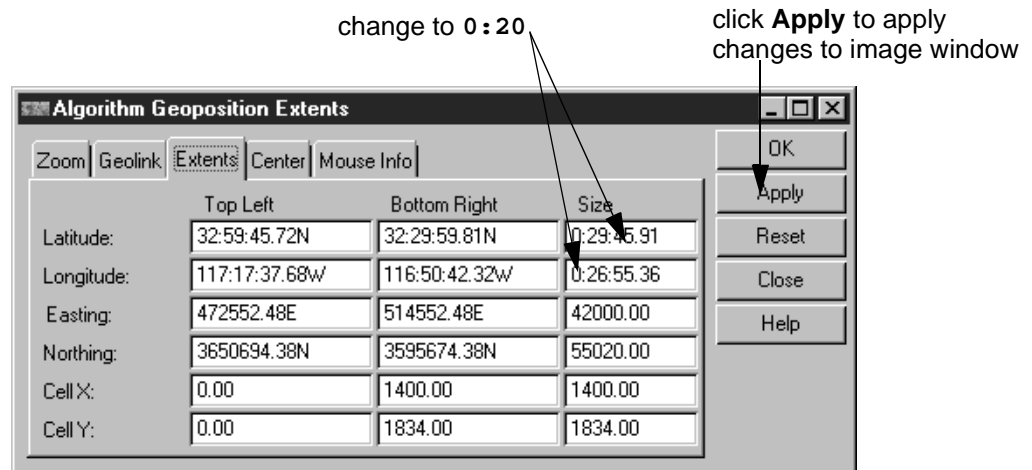 change to 0:20
click Apply to apply
changes to image window
Algorithm Geoposition Extents
Zoom Geolink Extents Center Mouse Info
OK
Apply
Reset
Close
Help
Top Left Bottom Right Size
Latitude: 32:59:45.72N 32:29:59.81N 0:29:45.91
Longitude: 117:17:37.68W 116:50:42.32W 0:26:55.36
Easting: 472552.48E 514552.48E 42000.00
Northing: 3650694.38N 3595674.38N 55020.00
Cell X: 0.00 1400.00 1400.00
Cell Y: 0.00 1834.00 1834.00